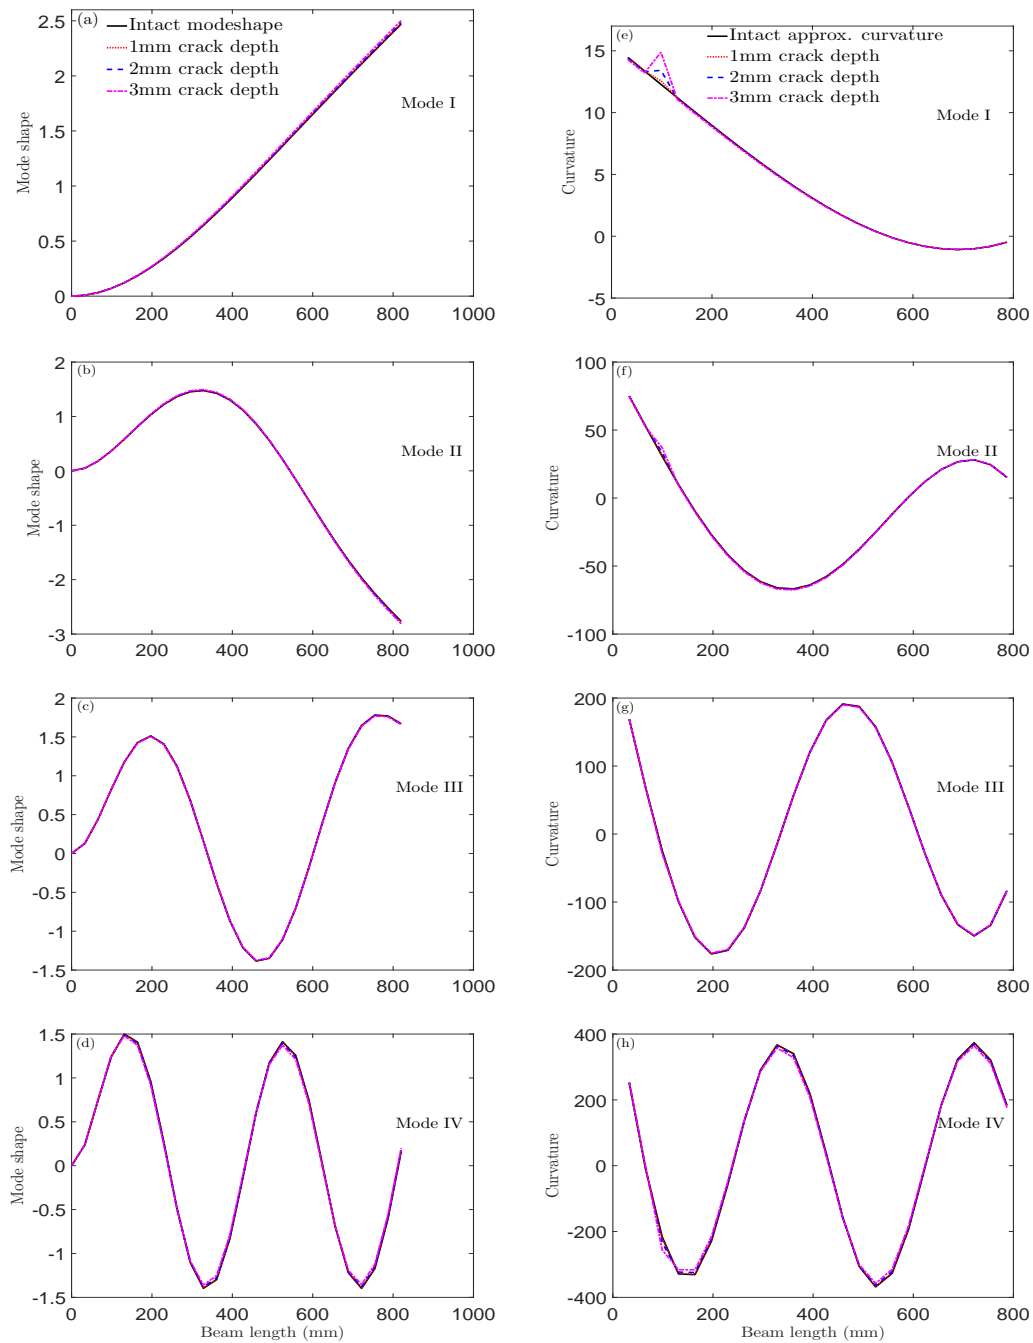 (a)
Intact modeshape
1mm crack depth
2mm crack depth
3mm crack depth
Mode I
Mode shape
2.5
2
1.5
1
0.5
0
0 200 400 600 800 1000
(e)
Intact approx. curvature
1mm crack depth
2mm crack depth
3mm crack depth
Mode I
Curvature
15
10
5
0
-5
0 200 400 600 800
(b)
Mode II
Mode shape
2
1
0
-1
-2
-3
0 200 400 600 800 1000
(f)
Mode II
Curvature
100
50
0
-50
-100
0 200 400 600 800
(c)
Mode III
Mode shape
2
1.5
1
0.5
0
-0.5
-1
-1.5
0 200 400 600 800 1000
(g)
Mode III
Curvature
200
100
0
-100
-200
0 200 400 600 800
(d)
Mode IV
Mode shape
1.5
1
0.5
0
-0.5
-1
-1.5
0 200 400 600 800 1000
Beam length (mm)
(h)
Mode IV
Curvature
400
200
0
-200
-400
0 200 400 600 800
Beam length (mm)